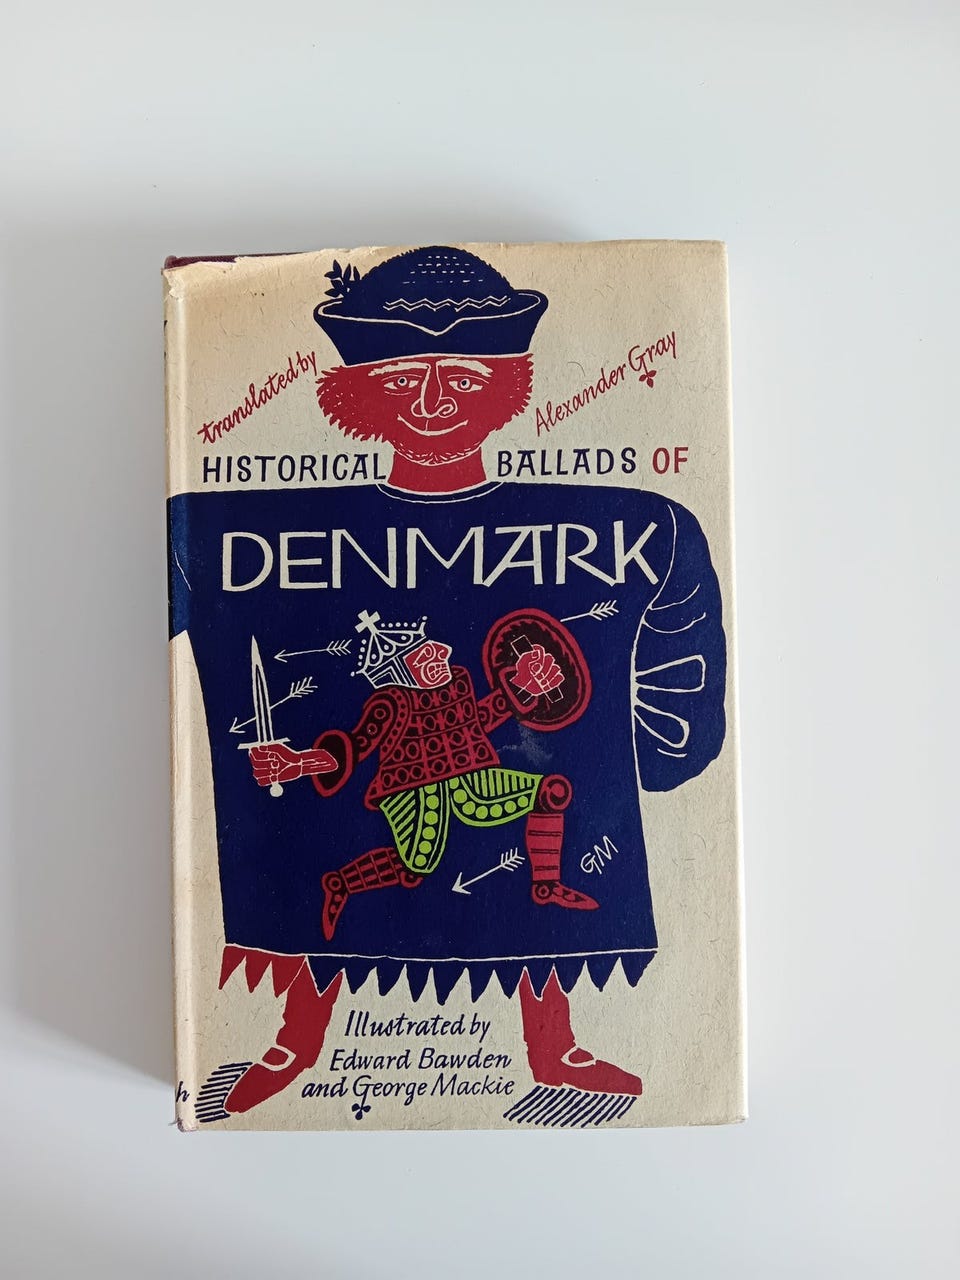 translated by
Alexander Gray
HISTORICAL BALLADS OF
DENMARK
GM
Illustrated by
Edward Bawden
and George Mackie
h